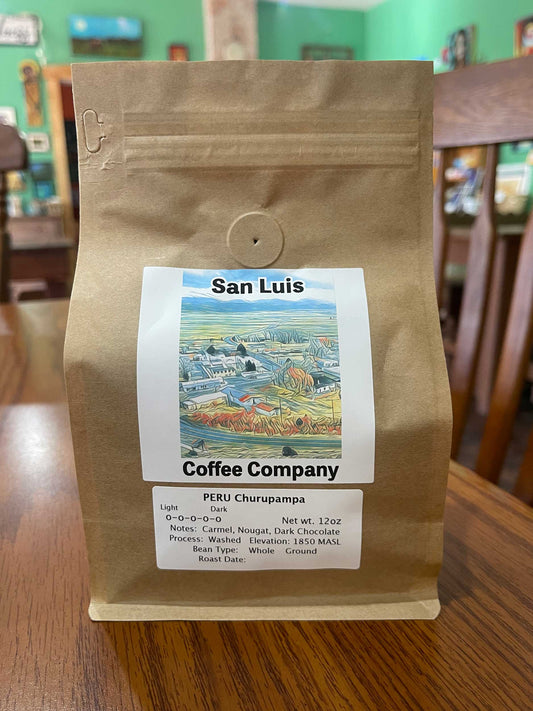 San Luis
Coffee Company
PERU Churupampa
Light Dark
O-O-O-O-O Net wt. 12oz
Notes: Carmel, Nougat, Dark Chocolate
Process: Washed Elevation: 1850 MASL
Bean Type: Whole Ground
Roast Date: